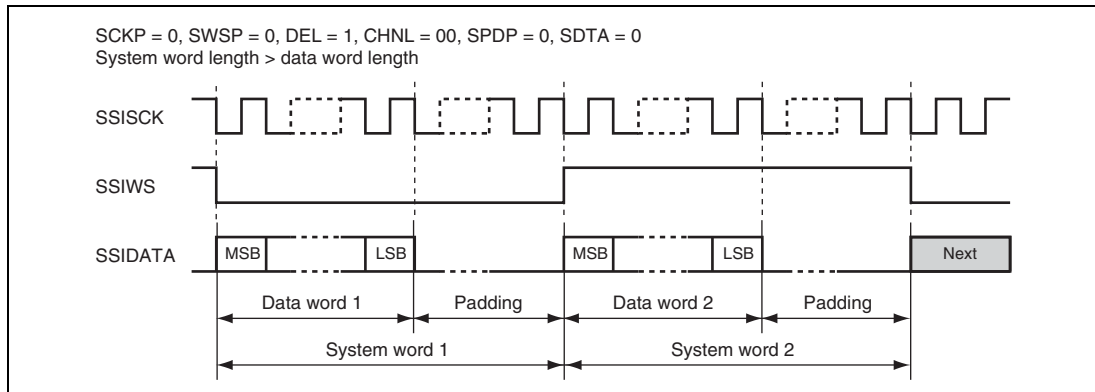 SCKP = 0, SWSP = 0, DEL = 1, CHNL = 00, SPDP = 0, SDTA = 0
System word length > data word length
SSISCK
SSIWS
SSIDATA MSB LSB MSB LSB Next
Data word 1 Padding Data word 2 Padding
System word 1 System word 2